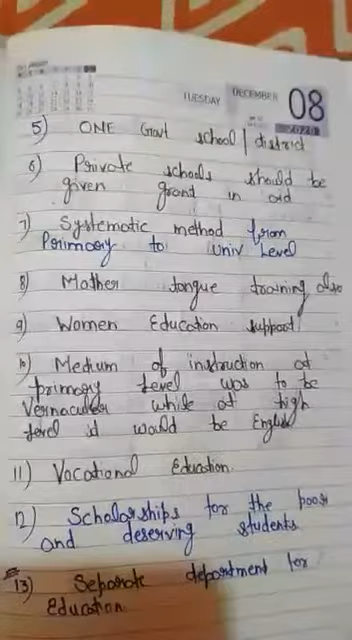 TUESDAY
DECEMBER
08
2020
5) ONE Govt school / district
6) Private schools should be
given grant in aid
7) Systematic method from
Primary to univ Level
8) Mother tongue training also
9) Women Education support
10) Medium of instruction at
primary level was to be
Vernacular while at high
level it would be English
11) Vocational Education.
12) Scholarships for the poor
and deserving students
13) Separate department for
Education.